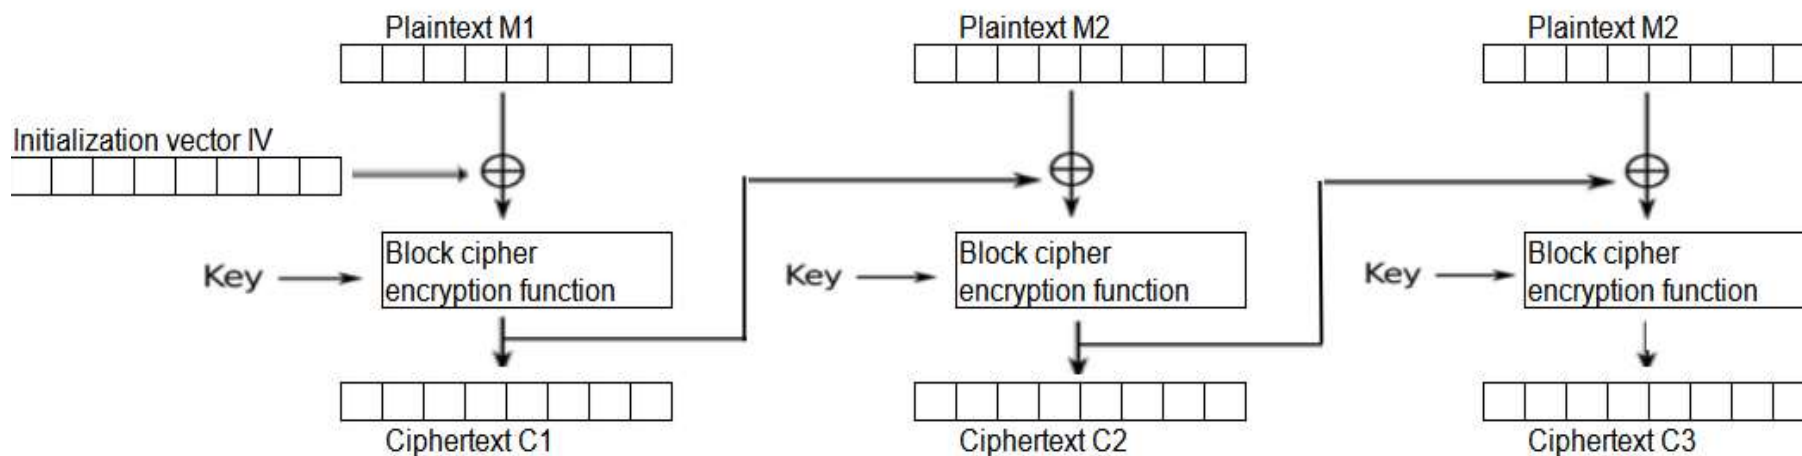 Plaintext M1
Plaintext M2
Plaintext M2
Initialization vector IV
Key
Block cipher
encryption function
Key
Block cipher
encryption function
Key
Block cipher
encryption function
Ciphertext C1
Ciphertext C2
Ciphertext C3